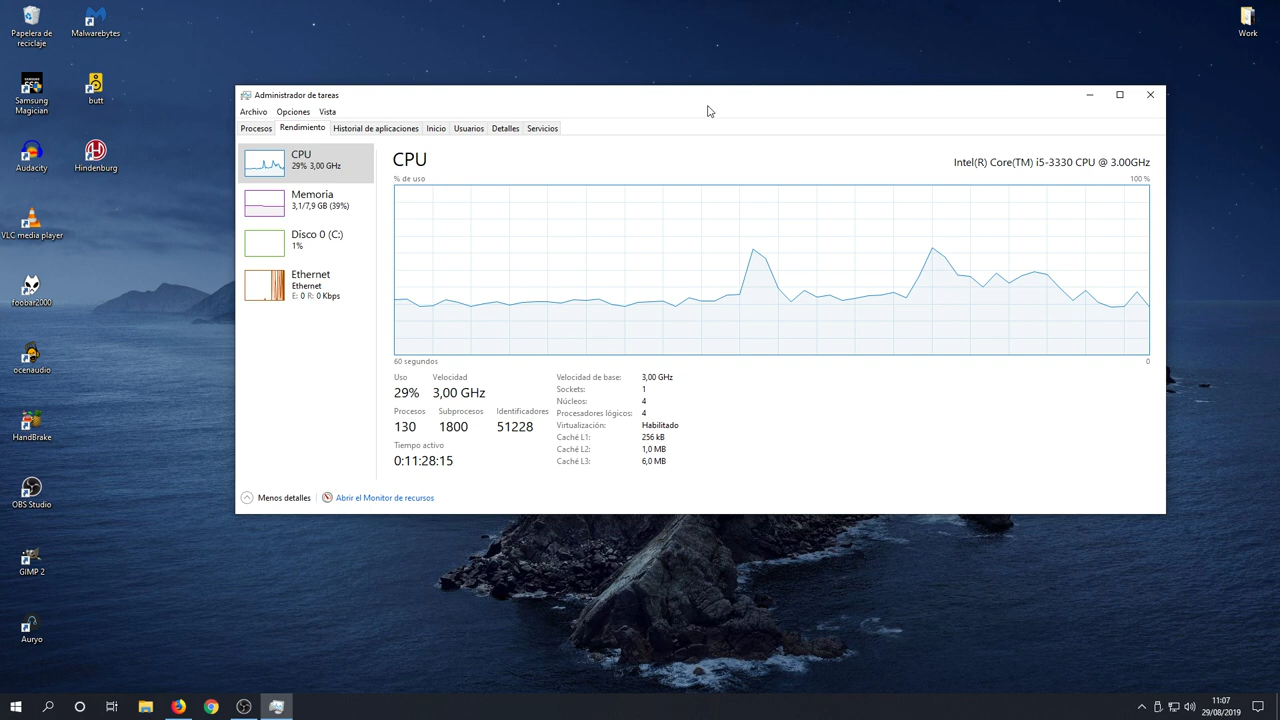 Papelera de
reciclaje
Malwarebytes
Work
SSD
SAMSUNG
Samsung
Magician
butt
Audacity
Hindenburg
VLC media player
foobar2000
ocenaudio
HandBrake
OBS Studio
GIMP 2
Auryo
Administrador de tareas
Archivo Opciones Vista
Procesos Rendimiento Historial de aplicaciones Inicio Usuarios Detalles Servicios
CPU
29% 3,00 GHz
Memoria
3,1/7,9 GB (39%)
Disco 0 (C:)
1%
Ethernet
Ethernet
E: 0 R: 0 Kbps
CPU
Intel(R) Core(TM) i5-3330 CPU @ 3.00GHz
% de uso 100 %
60 segundos 0
Uso Velocidad
29% 3,00 GHz
Procesos Subprocesos Identificadores
130 1800 51228
Tiempo activo
0:11:28:15
Velocidad de base: 3,00 GHz
Sockets: 1
Núcleos: 4
Procesadores lógicos: 4
Virtualización: Habilitado
Caché L1: 256 kB
Caché L2: 1,0 MB
Caché L3: 6,0 MB
Menos detalles Abrir el Monitor de recursos
11:07
29/08/2019